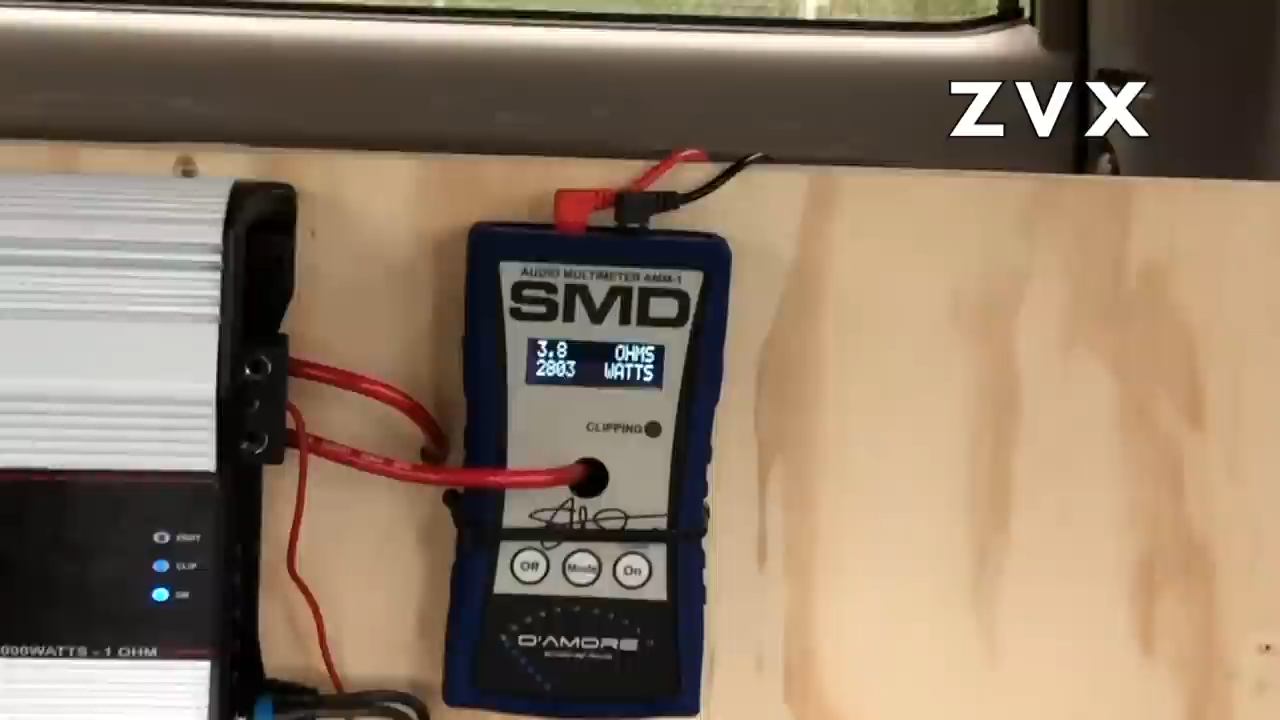 ZVX
AUDIO MULTIMETER AMM-1
SMD
3.8 OHMS
2803 WATTS
CLIPPING
CLIP
ON
Off Mode On
000WATTS - 1 OHM
D'AMORE